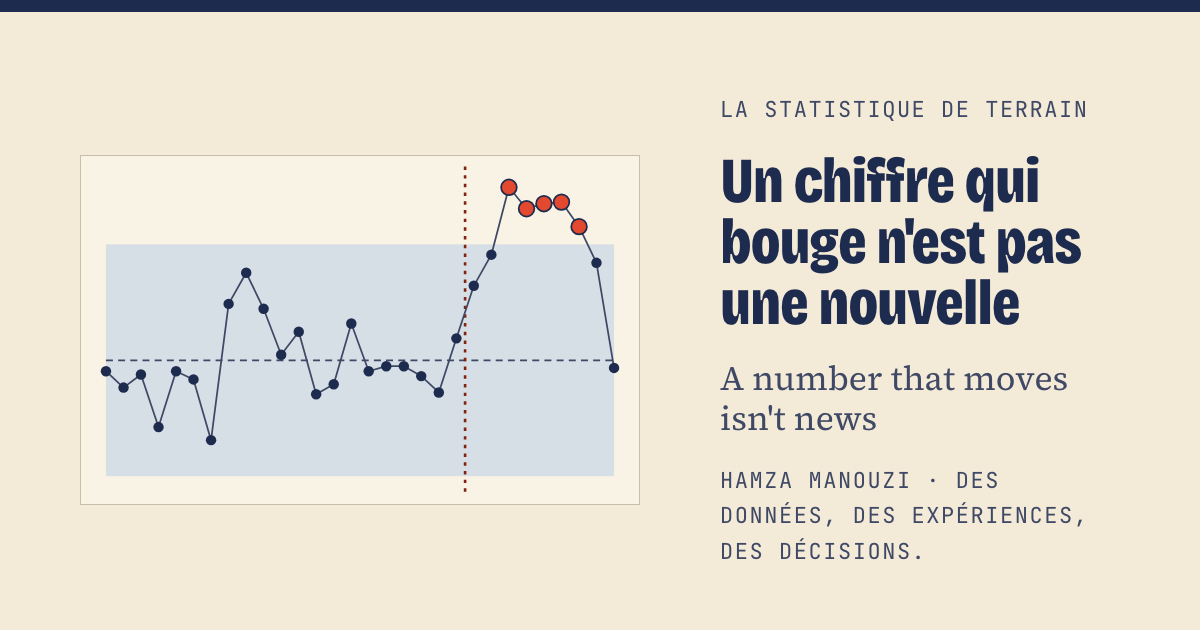 LA STATISTIQUE DE TERRAIN
Un chiffre qui
bouge n'est pas
une nouvelle
A number that moves
isn't news
HAMZA MANOUZI · DES
DONNÉES, DES EXPÉRIENCES,
DES DÉCISIONS.